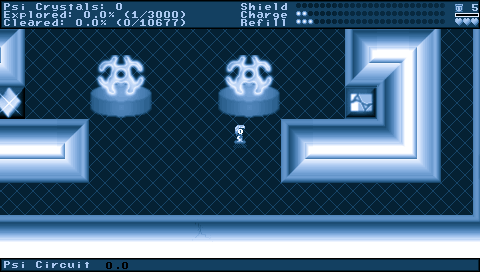 Psi Crystals: 0
Explored: 0.0% (1/3000)
Cleared: 0.0% (0/10677)
Shield
Charge
Refill
5
Psi Circuit 0.0